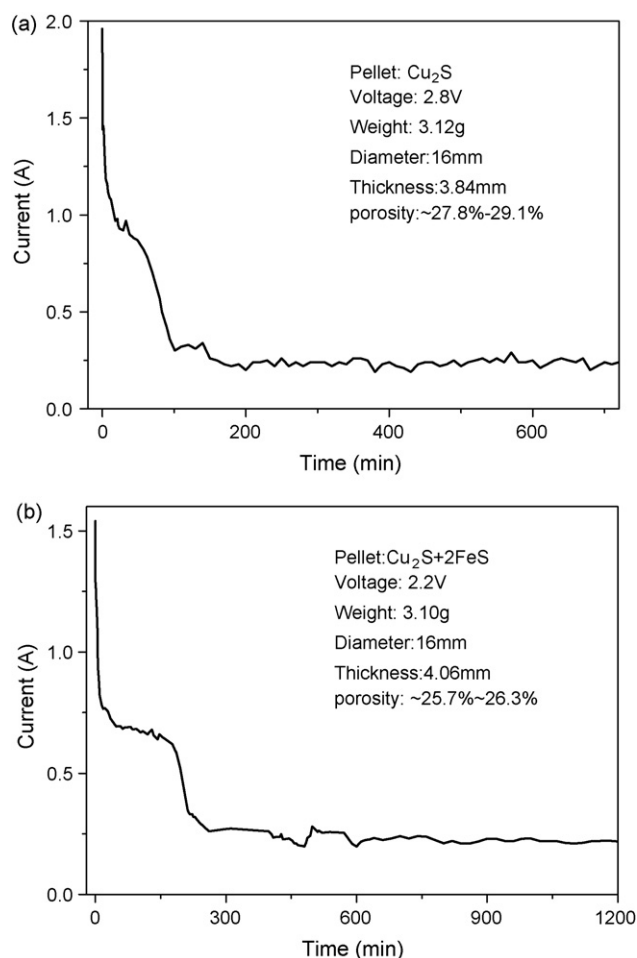 (a)
2.0
1.5
1.0
0.5
0.0
Current (A)
Pellet: Cu₂S
Voltage: 2.8V
Weight: 3.12g
Diameter:16mm
Thickness:3.84mm
porosity:~27.8%-29.1%
0 200 400 600
Time (min)
(b)
1.5
1.0
0.5
0.0
Current (A)
Pellet:Cu₂S+2FeS
Voltage: 2.2V
Weight: 3.10g
Diameter:16mm
Thickness:4.06mm
porosity: ~25.7%~26.3%
0 300 600 900 1200
Time (min)